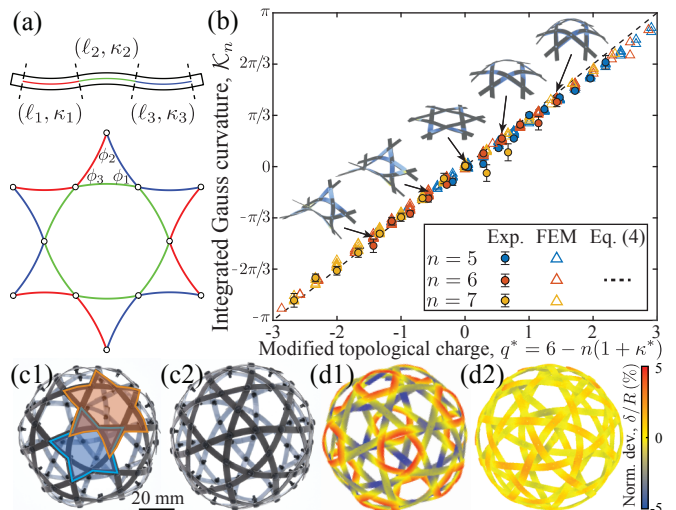 (a)
(ℓ₂, κ₂)
(ℓ₁, κ₁)
(ℓ₃, κ₃)
ϕ₂
ϕ₃
ϕ₁
(b)
Integrated Gauss curvature, 𝒦ₙ
π
2π/3
π/3
0
-π/3
-2π/3
-π
-3 -2 -1 0 1 2 3
Modified topological charge, q* = 6 − n(1 + κ*)
Exp. FEM Eq. (4)
n = 5
n = 6
n = 7
(c1)
20 mm
(c2)
(d1)
(d2)
Norm. dev., δ/R (%)
5
0
-5